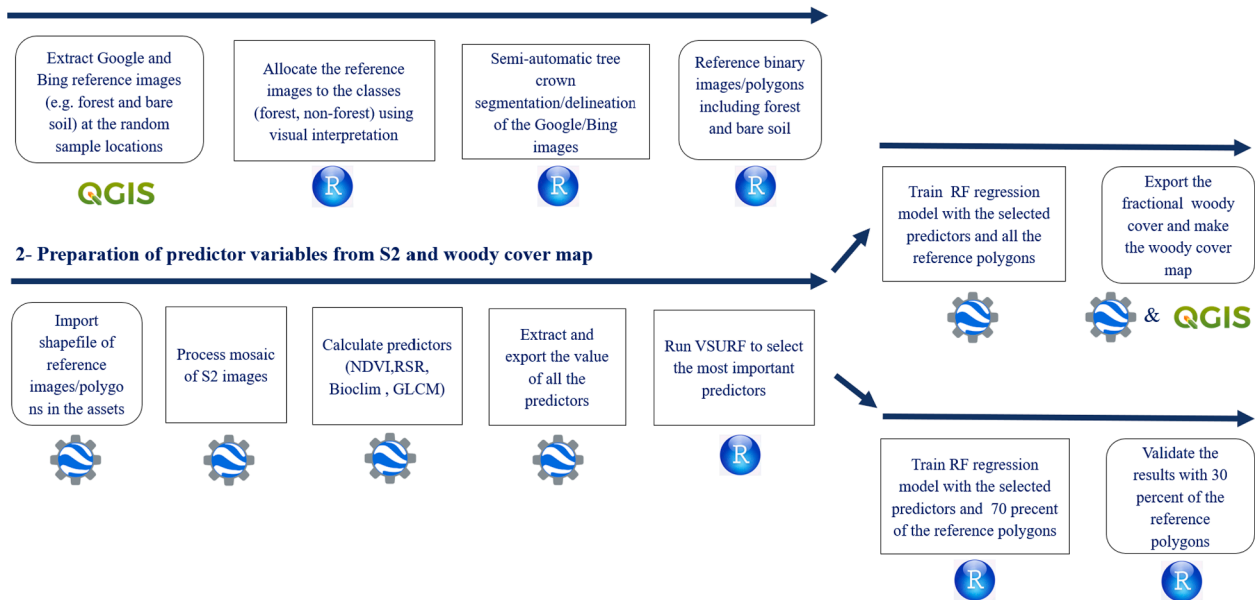 Extract Google and
Bing reference images
(e.g. forest and bare
soil) at the random
sample locations
Allocate the reference
images to the classes
(forest, non-forest) using
visual interpretation
Semi-automatic tree
crown
segmentation/delineation
of the Google/Bing
images
Reference binary
images/polygons
including forest
and bare soil
QGIS
R
R
R
2- Preparation of predictor variables from S2 and woody cover map
Import
shapefile of
reference
images/polygo
ns in the assets
Process mosaic
of S2 images
Calculate predictors
(NDVI,RSR,
Bioclim , GLCM)
Extract and
export the value
of all the
predictors
Run VSURF to select
the most important
predictors
R
Train RF regression
model with the selected
predictors and all the
reference polygons
Export the
fractional woody
cover and make
the woody cover
map
& QGIS
Train RF regression
model with the selected
predictors and 70 precent
of the reference polygons
Validate the
results with 30
percent of the
reference
polygons
R
R